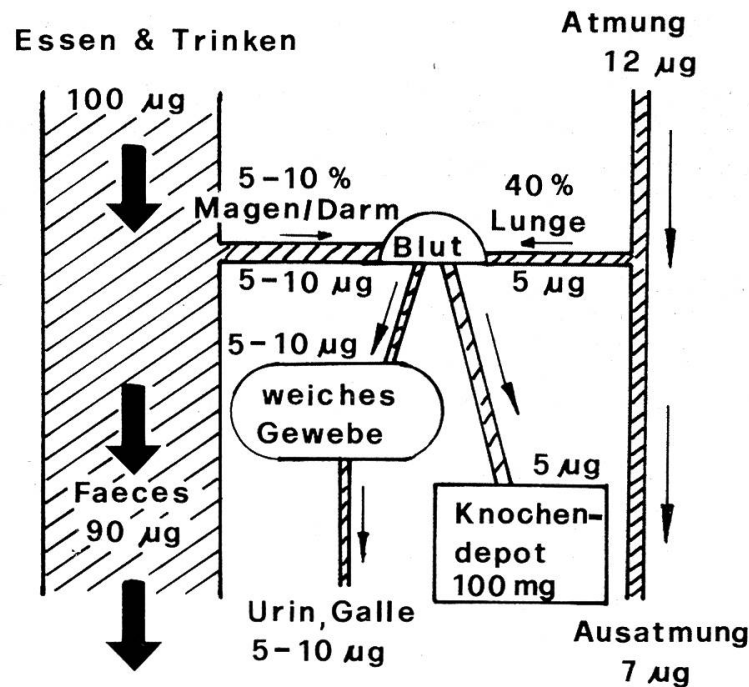 Essen & Trinken
100 µg
Atmung
12 µg
5-10 %
Magen/Darm
40%
Lunge
Blut
5-10 µg
5 µg
5-10 µg
weiches
Gewebe
5 µg
Faeces
90 µg
Knochen-
depot
100 mg
Urin, Galle
5-10 µg
Ausatmung
7 µg